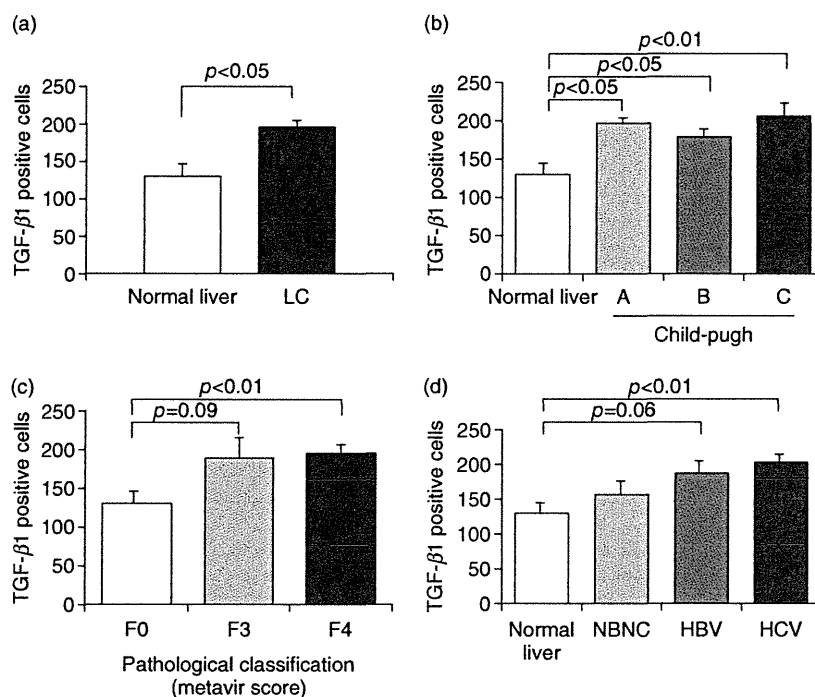 (a)
p<0.05
TGF-β1 positive cells
250
200
150
100
50
0
Normal liver LC
(b)
p<0.01
p<0.05
p<0.05
TGF-β1 positive cells
250
200
150
100
50
0
Normal liver A B C
Child-pugh
(c)
p<0.01
p=0.09
TGF-β1 positive cells
250
200
150
100
50
0
F0 F3 F4
Pathological classification
(metavir score)
(d)
p<0.01
p=0.06
TGF-β1 positive cells
250
200
150
100
50
0
Normal NBNC HBV HCV
liver